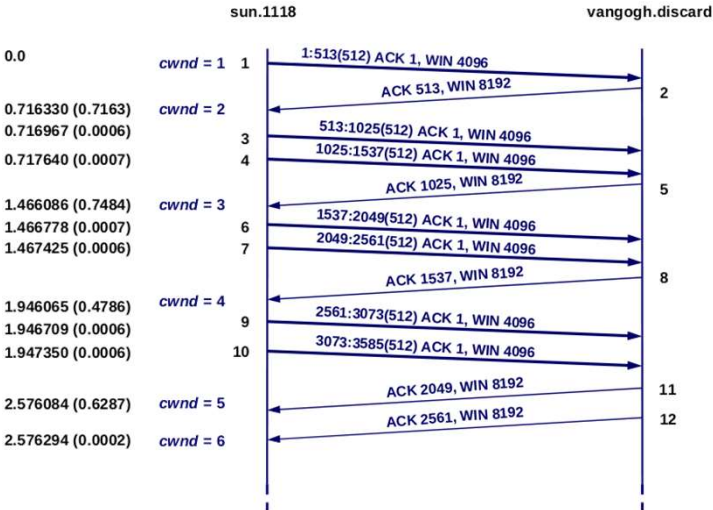 sun.1118 vangogh.discard
0.0 cwnd = 1 1 1:513(512) ACK 1, WIN 4096
ACK 513, WIN 8192 2
0.716330 (0.7163) cwnd = 2
0.716967 (0.0006) 3 513:1025(512) ACK 1, WIN 4096
0.717640 (0.0007) 4 1025:1537(512) ACK 1, WIN 4096
ACK 1025, WIN 8192 5
1.466086 (0.7484) cwnd = 3
1.466778 (0.0007) 6 1537:2049(512) ACK 1, WIN 4096
1.467425 (0.0006) 7 2049:2561(512) ACK 1, WIN 4096
ACK 1537, WIN 8192 8
1.946065 (0.4786) cwnd = 4
1.946709 (0.0006) 9 2561:3073(512) ACK 1, WIN 4096
1.947350 (0.0006) 10 3073:3585(512) ACK 1, WIN 4096
ACK 2049, WIN 8192 11
2.576084 (0.6287) cwnd = 5
ACK 2561, WIN 8192 12
2.576294 (0.0002) cwnd = 6